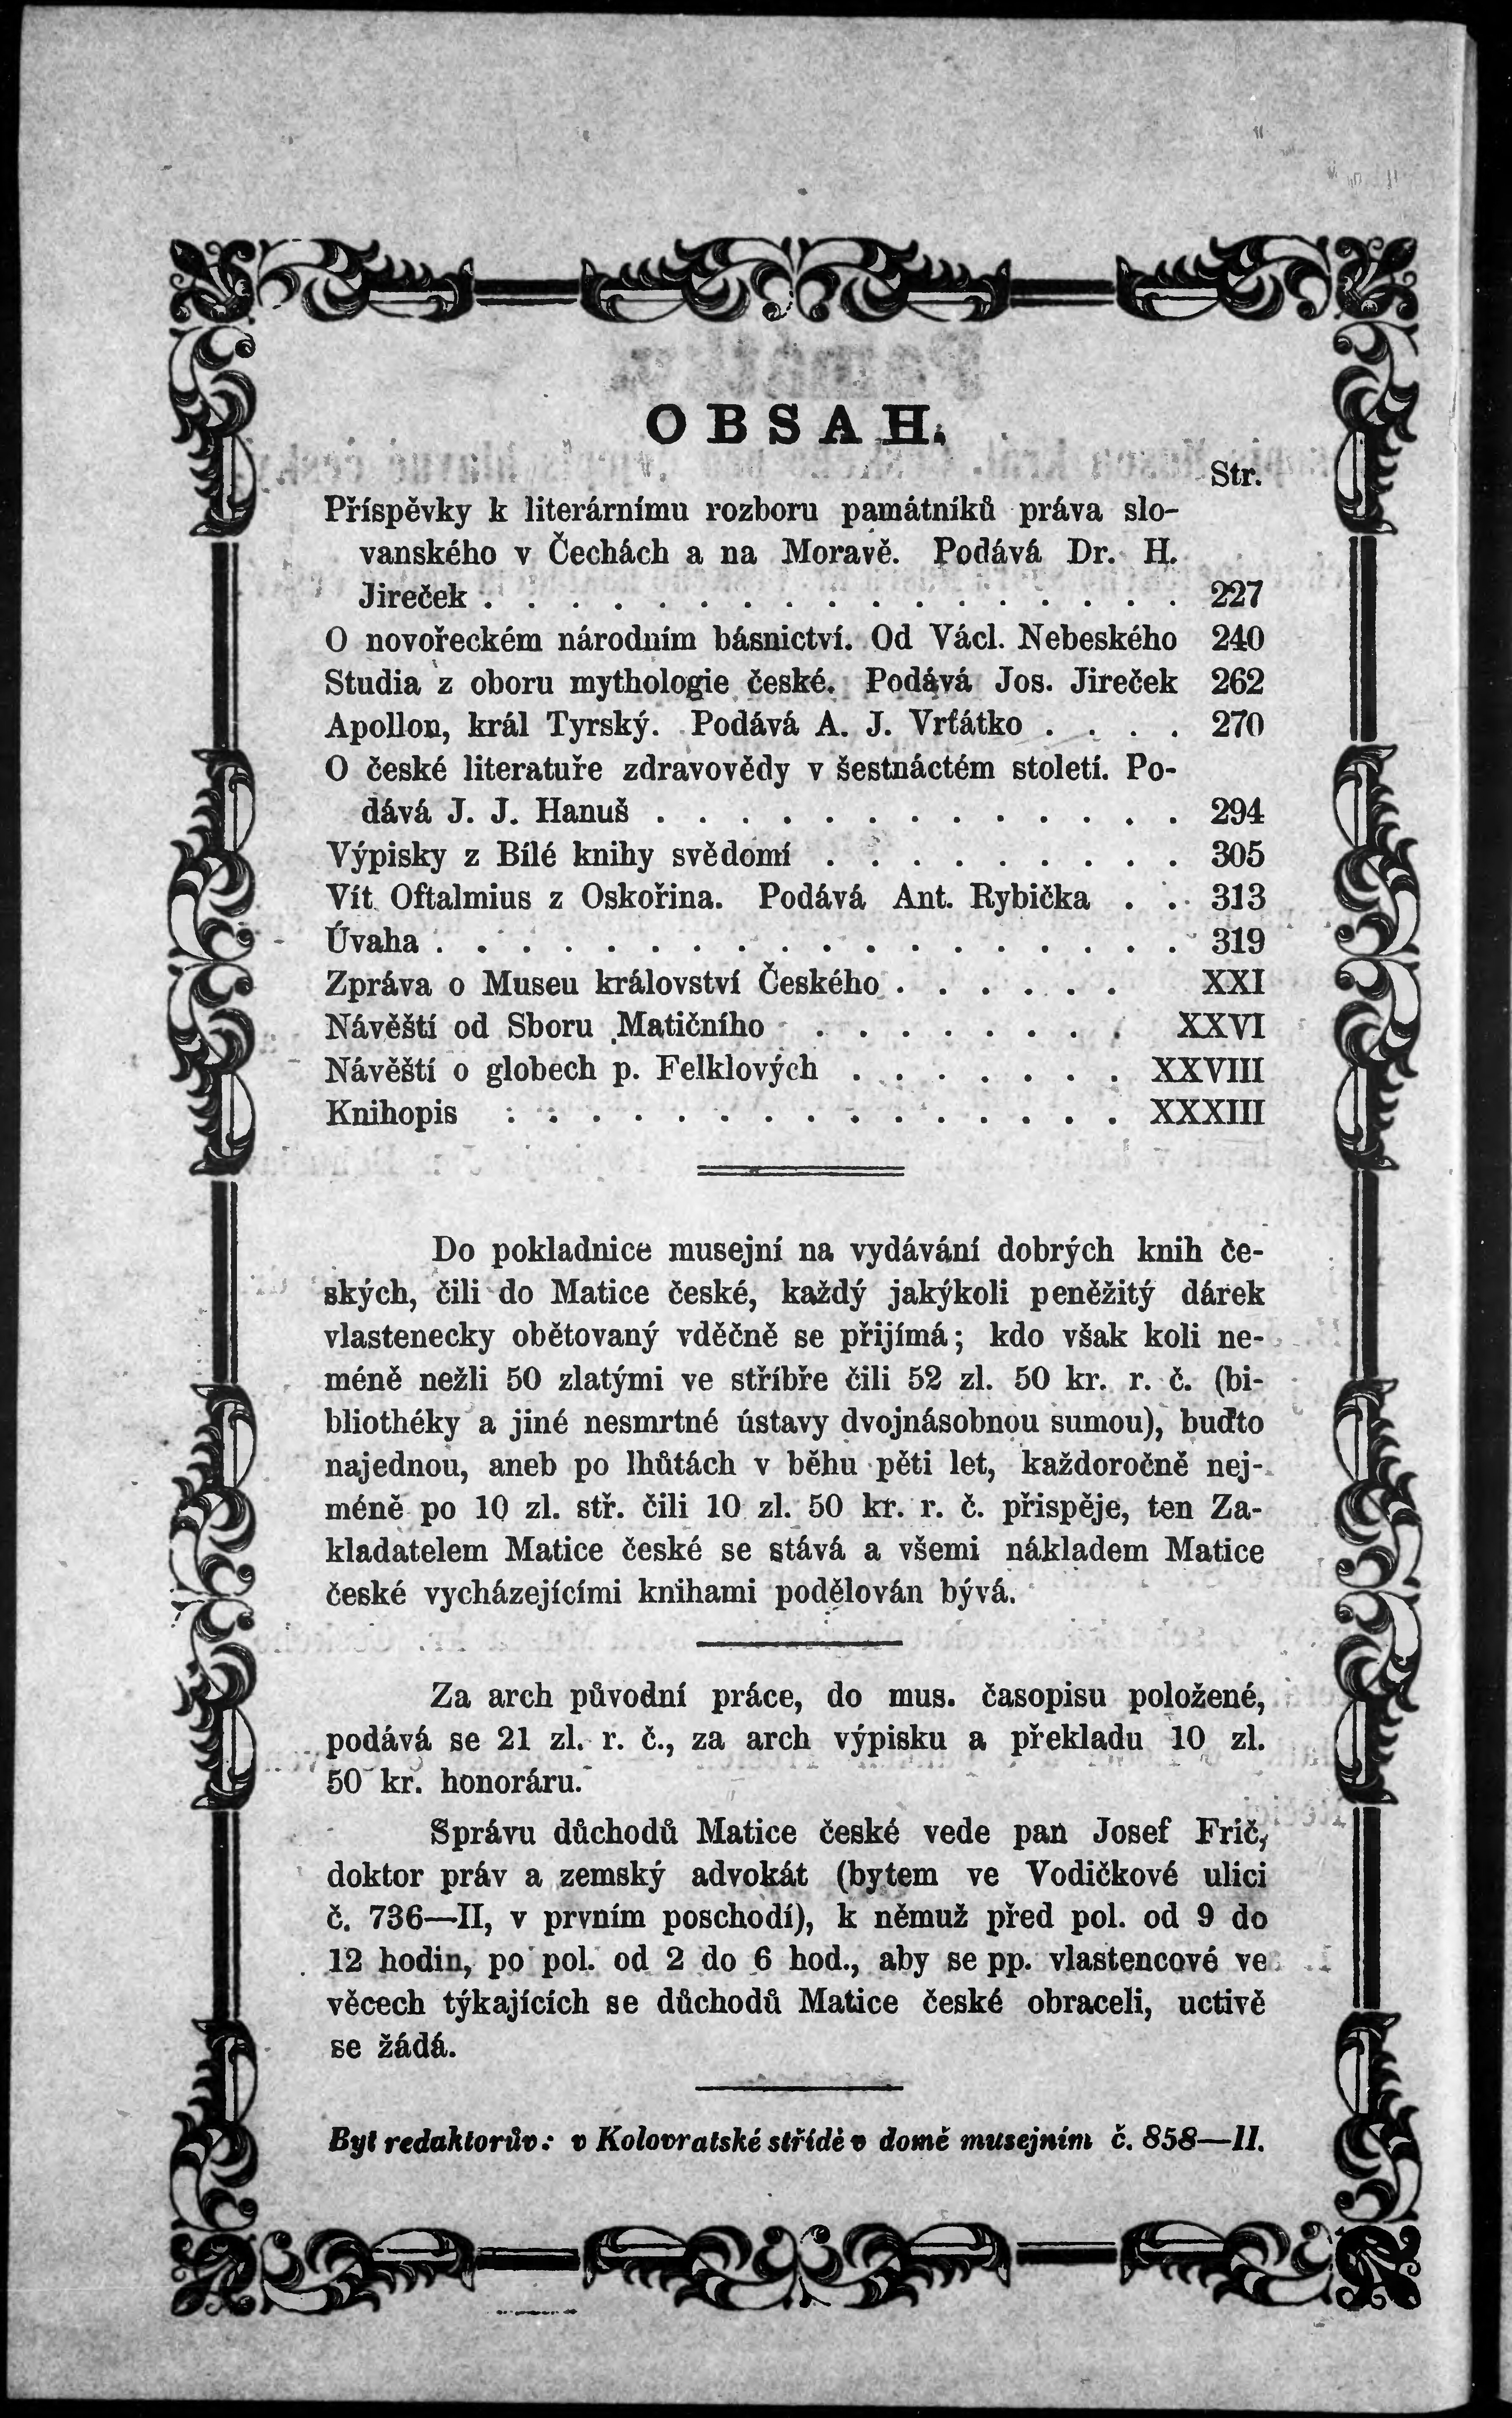 OBSAH.
Str.
Příspěvky k literárnímu rozboru památníků práva slo-
vanského v Čechách a na Moravě. Podává Dr. H.
Jireček . . . . . . . . . . . . . . . . . 227
O novořeckém národním básnictví. Od Václ. Nebeského 240
Studia z oboru mythologie české. Podává Jos. Jireček 262
Apollon, král Tyrský. Podává A. J. Vrťátko . . . . 270
O české literatuře zdravovědy v šestnáctém století. Po-
dává J. J. Hanuš . . . . . . . . . . . . . 294
Výpisky z Bílé knihy svědomí . . . . . . . . . 305
Vít Oftalmius z Oskořina. Podává Ant. Rybička . . 313
Úvaha . . . . . . . . . . . . . . . . . . 319
Zpráva o Museu království Českého . . . . . . XXI
Návěští od Sboru Matičního . . . . . . . . XXVI
Návěští o globech p. Felklových . . . . . . . XXVIII
Knihopis . . . . . . . . . . . . . . . XXXIII
Do pokladnice musejní na vydávání dobrých knih če-
ských, čili do Matice české, každý jakýkoli peněžitý dárek
vlastenecky obětovaný vděčně se přijímá; kdo však koli ne-
méně nežli 50 zlatými ve stříbře čili 52 zl. 50 kr. r. č. (bi-
bliothéky a jiné nesmrtné ústavy dvojnásobnou sumou), buďto
najednou, aneb po lhůtách v běhu pěti let, každoročně nej-
méně po 10 zl. stř. čili 10 zl. 50 kr. r. č. přispěje, ten Za-
kladatelem Matice české se stává a všemi nákladem Matice
české vycházejícími knihami podělován bývá.
Za arch původní práce, do mus. časopisu položené,
podává se 21 zl. r. č., za arch výpisku a překladu 10 zl.
50 kr. honoráru.
Správu důchodů Matice české vede pan Josef Frič,
doktor práv a zemský advokát (bytem ve Vodičkové ulici
č. 736—II, v prvním poschodí), k němuž před pol. od 9 do
12 hodin, po pol. od 2 do 6 hod., aby se pp. vlastencové ve
věcech týkajících se důchodů Matice české obraceli, uctivě
se žádá.
Byt redaktorův: v Kolovratské střídě v domě musejním č. 858—II.